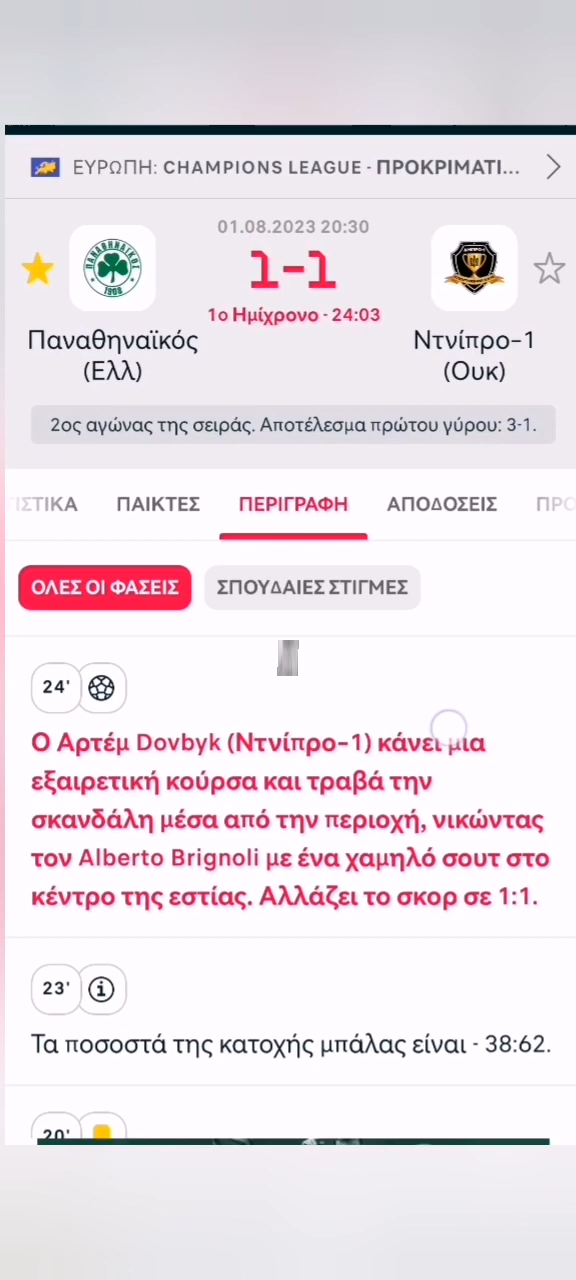 ΕΥΡΩΠΗ: CHAMPIONS LEAGUE - ΠΡΟΚΡΙΜΑΤΙ...
01.08.2023 20:30
1-1
1ο Ημίχρονο - 24:03
ΠΑΝΑΘΗΝΑΪΚΟΣ
1908
Παναθηναϊκός
(Ελλ)
Ντνίπρο-1
(Ουκ)
2ος αγώνας της σειράς. Αποτέλεσμα πρώτου γύρου: 3-1.
ΙΣΤΙΚΑ ΠΑΙΚΤΕΣ ΠΕΡΙΓΡΑΦΗ ΑΠΟΔΟΣΕΙΣ ΠΡΟ
ΟΛΕΣ ΟΙ ΦΑΣΕΙΣ ΣΠΟΥΔΑΙΕΣ ΣΤΙΓΜΕΣ
24'
Ο Αρτέμ Dovbyk (Ντνίπρο-1) κάνει μια
εξαιρετική κούρσα και τραβά την
σκανδάλη μέσα από την περιοχή, νικώντας
τον Alberto Brignoli με ένα χαμηλό σουτ στο
κέντρο της εστίας. Αλλάζει το σκορ σε 1:1.
23'
Τα ποσοστά της κατοχής μπάλας είναι - 38:62.
20'